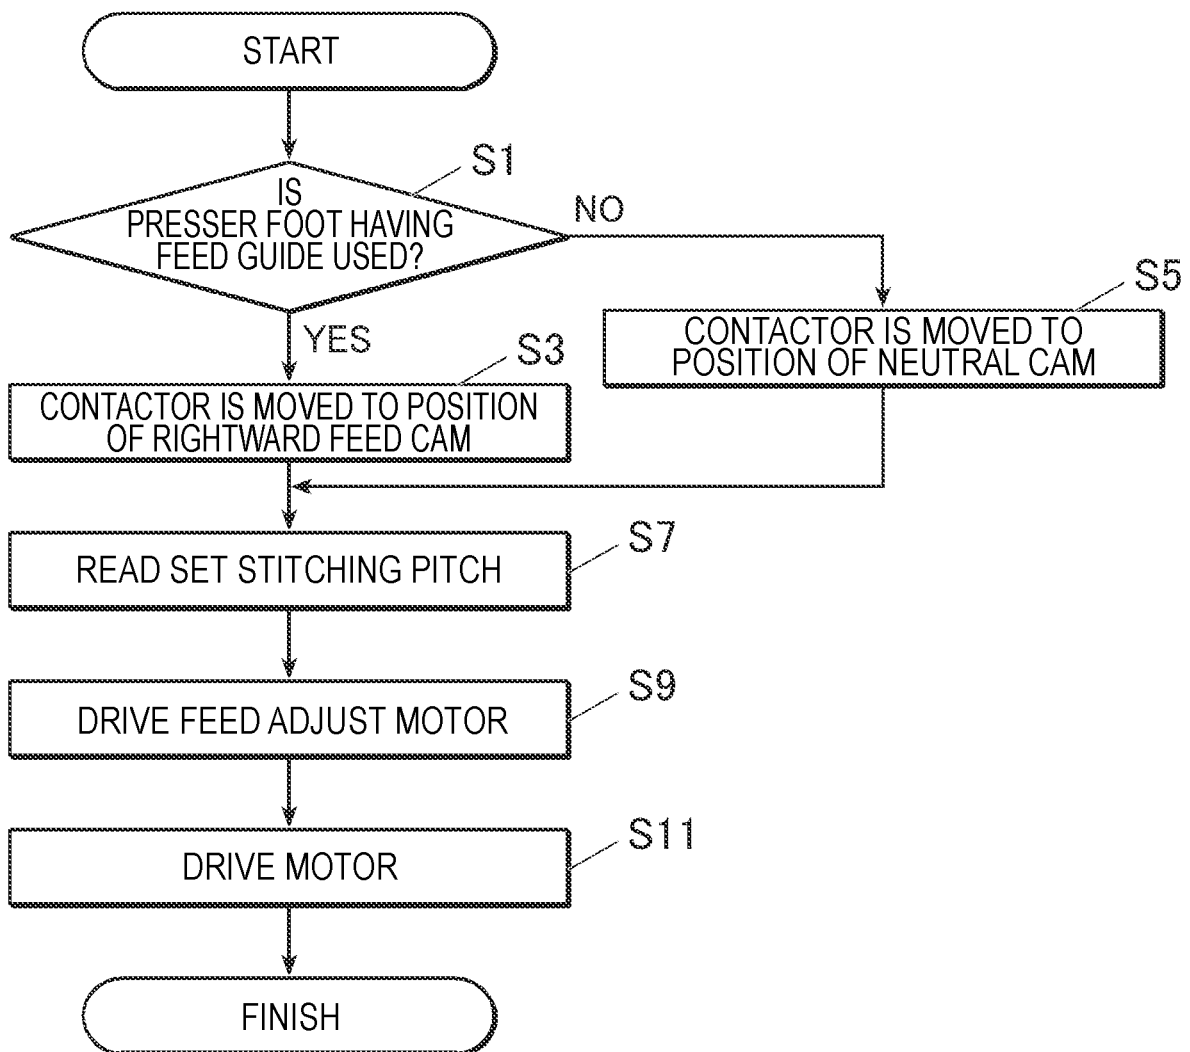 START
S1
IS
PRESSER FOOT HAVING
FEED GUIDE USED?
NO
YES
S5
CONTACTOR IS MOVED TO
POSITION OF NEUTRAL CAM
S3
CONTACTOR IS MOVED TO POSITION
OF RIGHTWARD FEED CAM
S7
READ SET STITCHING PITCH
S9
DRIVE FEED ADJUST MOTOR
S11
DRIVE MOTOR
FINISH